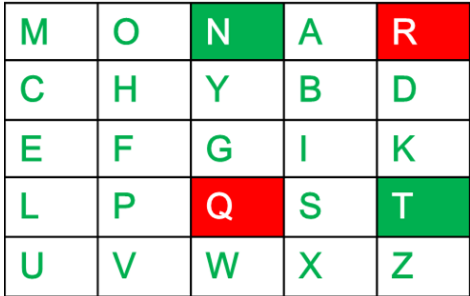 M O N A R
C H Y B D
E F G I K
L P Q S T
U V W X Z